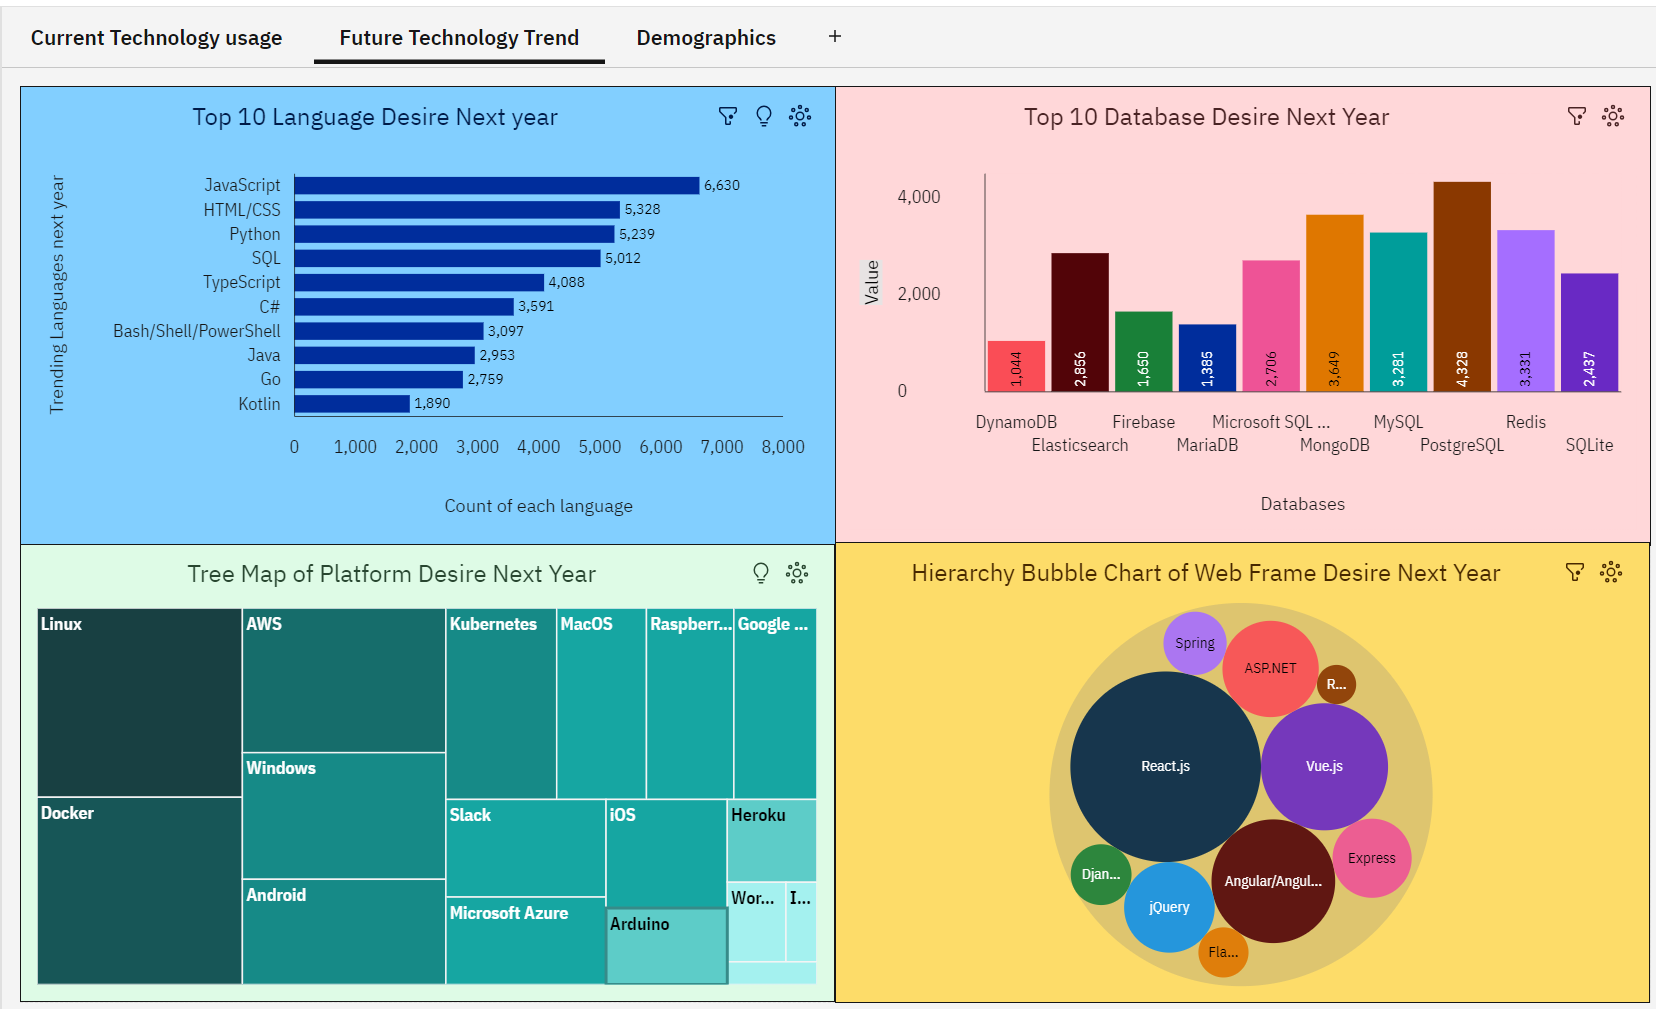 Current Technology usage
Future Technology Trend
Demographics
+
Top 10 Language Desire Next year
Trending Languages next year
JavaScript 6,630
HTML/CSS 5,328
Python 5,239
SQL 5,012
TypeScript 4,088
C# 3,591
Bash/Shell/PowerShell 3,097
Java 2,953
Go 2,759
Kotlin 1,890
0 1,000 2,000 3,000 4,000 5,000 6,000 7,000 8,000
Count of each language
Top 10 Database Desire Next Year
Value
4,000
2,000
0
1,044 2,856 1,650 1,385 2,706 3,649 3,281 4,328 3,331 2,437
DynamoDB Firebase Microsoft SQL ... MySQL Redis
Elasticsearch MariaDB MongoDB PostgreSQL SQLite
Databases
Tree Map of Platform Desire Next Year
Linux AWS Kubernetes MacOS Raspberr... Google ...
Windows
Docker Slack iOS Heroku
Android Wor... I...
Microsoft Azure Arduino
Hierarchy Bubble Chart of Web Frame Desire Next Year
Spring
ASP.NET
R...
React.js
Vue.js
Express
Djan...
Angular/Angul...
jQuery
Fla...